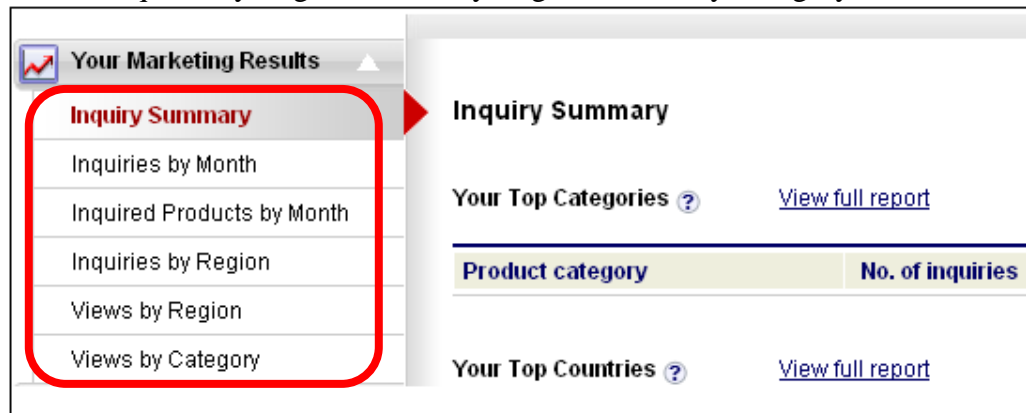 Your Marketing Results
Inquiry Summary
Inquiries by Month
Inquired Products by Month
Inquiries by Region
Views by Region
Views by Category
Inquiry Summary
Your Top Categories ? View full report
Product category No. of inquiries
Your Top Countries ? View full report